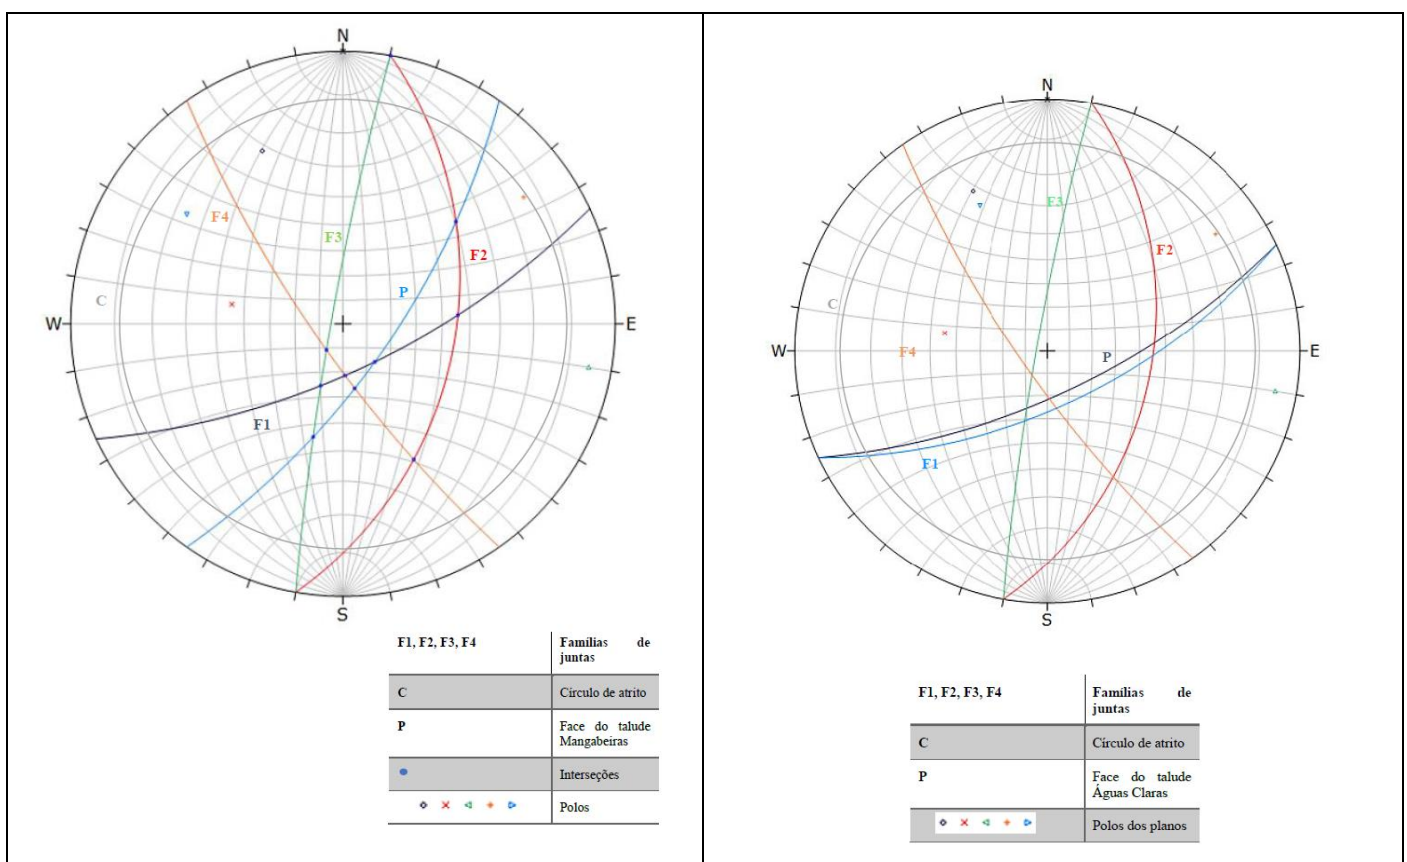 N
F4
F3
F2
P
C
W
E
F1
S
F1, F2, F3, F4
Famílias de
juntas
C
Círculo de atrito
P
Face do talude
Mangabeiras
Interseções
Polos
N
F3
F2
C
F4
P
W
E
F1
S
F1, F2, F3, F4
Famílias de
juntas
C
Círculo de atrito
P
Face do talude
Águas Claras
Polos dos planos